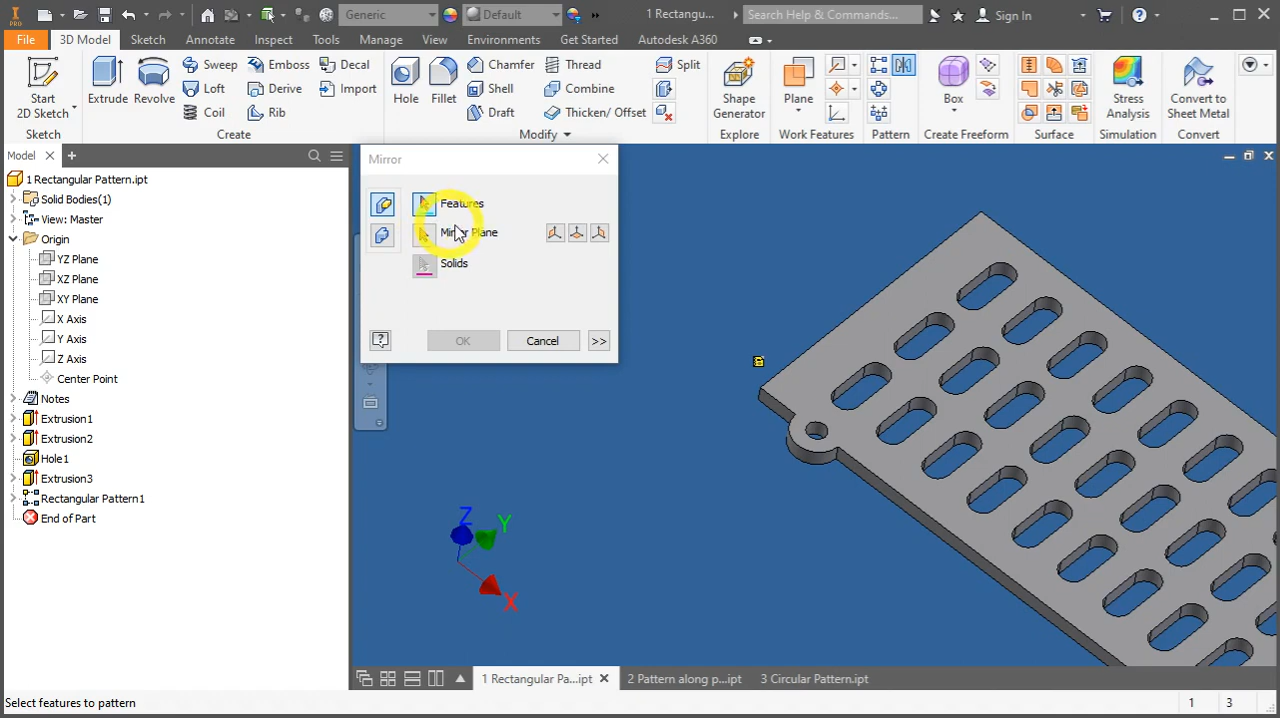 PRO
Generic
Default
1 Rectangu...
Search Help & Commands...
Sign In
File
3D Model
Sketch
Annotate
Inspect
Tools
Manage
View
Environments
Get Started
Autodesk A360
Start
2D Sketch
Sketch
Extrude
Revolve
Sweep
Loft
Coil
Emboss
Derive
Rib
Decal
Import
Create
Hole
Fillet
Chamfer
Shell
Draft
Thread
Combine
Thicken/ Offset
Split
Modify
Shape
Generator
Explore
Plane
Work Features
Pattern
Box
Create Freeform
Surface
Stress
Analysis
Simulation
Convert to
Sheet Metal
Convert
Model
1 Rectangular Pattern.ipt
Solid Bodies(1)
View: Master
Origin
YZ Plane
XZ Plane
XY Plane
X Axis
Y Axis
Z Axis
Center Point
Notes
Extrusion1
Extrusion2
Hole1
Extrusion3
Rectangular Pattern1
End of Part
Mirror
Features
Mirror Plane
Solids
OK
Cancel
>>
Z
Y
X
1 Rectangular Pa...ipt
2 Pattern along p...ipt
3 Circular Pattern.ipt
Select features to pattern
1
3